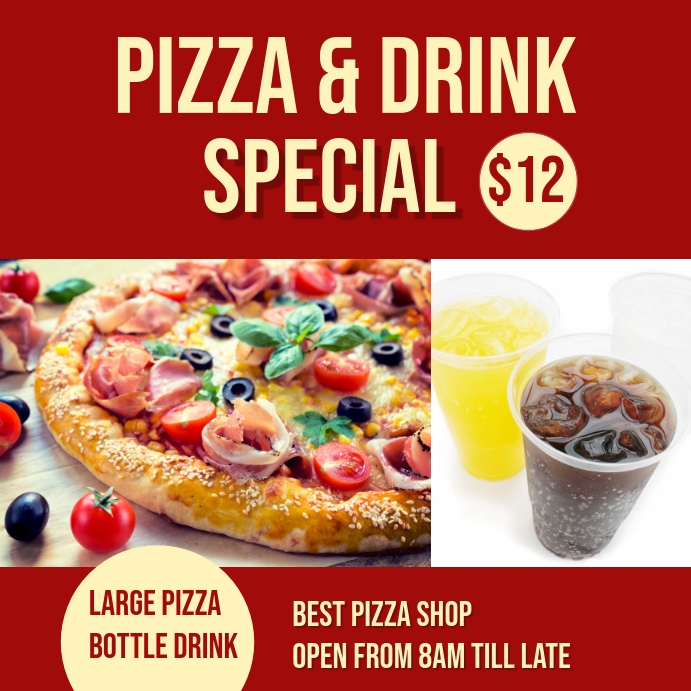 PIZZA & DRINK
SPECIAL
$12
LARGE PIZZA
BOTTLE DRINK
BEST PIZZA SHOP
OPEN FROM 8AM TILL LATE